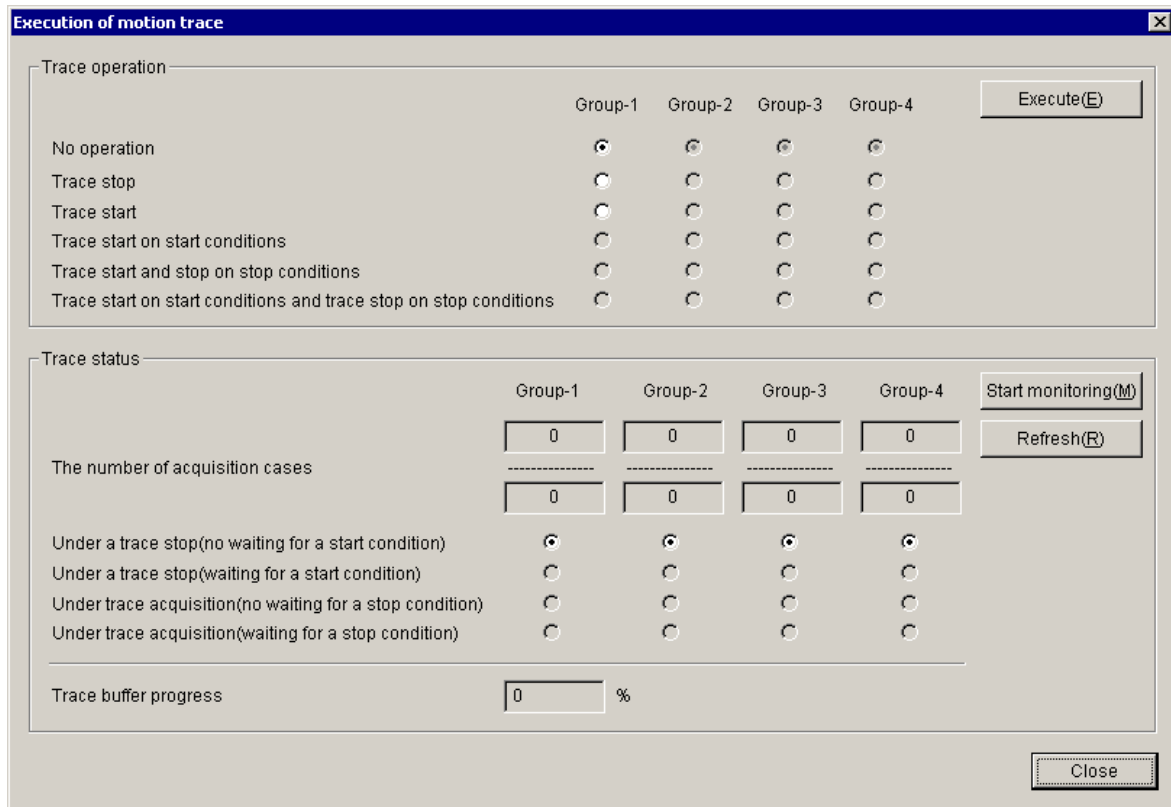 Execution of motion trace
Trace operation
Group-1 Group-2 Group-3 Group-4 Execute(E)
No operation
Trace stop
Trace start
Trace start on start conditions
Trace start and stop on stop conditions
Trace start on start conditions and trace stop on stop conditions
Trace status
Group-1 Group-2 Group-3 Group-4 Start monitoring(M)
0 0 0 0 Refresh(R)
The number of acquisition cases --------------- --------------- --------------- ---------------
0 0 0 0
Under a trace stop(no waiting for a start condition)
Under a trace stop(waiting for a start condition)
Under trace acquisition(no waiting for a stop condition)
Under trace acquisition(waiting for a stop condition)
Trace buffer progress 0 %
Close